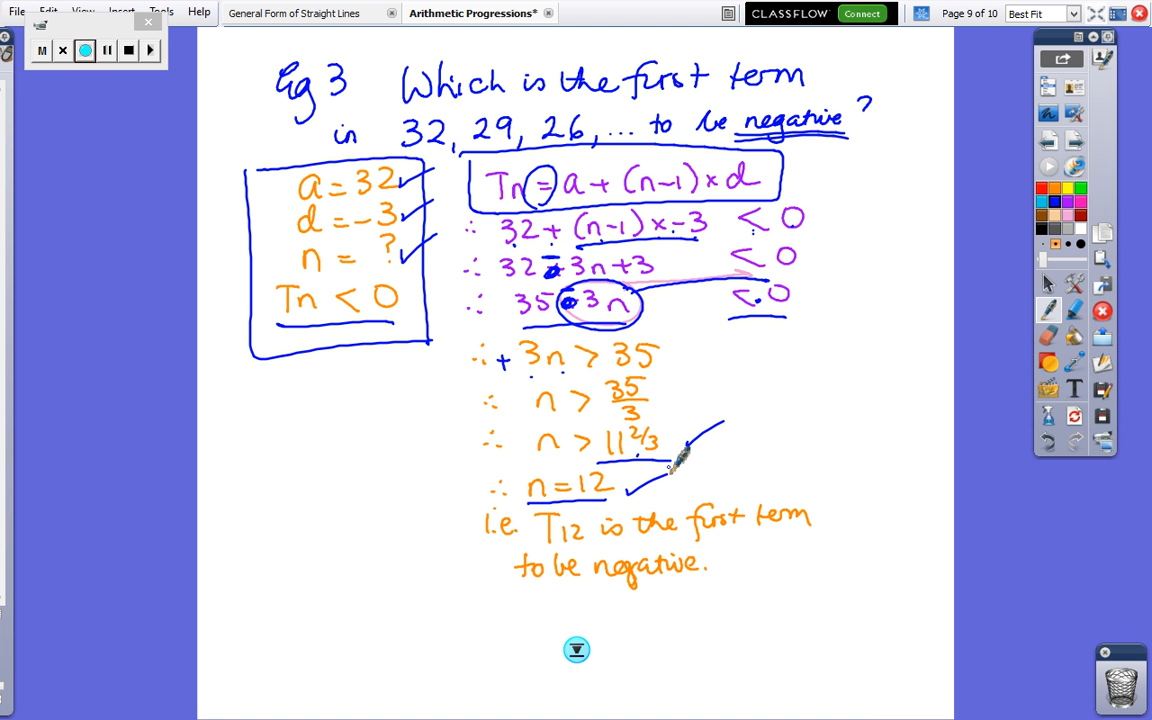 File Edit View Insert Tools Help
General Form of Straight Lines
Arithmetic Progressions*
CLASSFLOW Connect
Page 9 of 10
Best Fit
M
Eg 3 Which is the first term
in 32, 29, 26, ... to be negative?
a = 32
d = -3
n = ?
Tn < 0
Tn = a + (n-1) × d
∴ 32 + (n-1) × -3 < 0
∴ 32 - 3n + 3 < 0
∴ 35 - 3n < 0
∴ + 3n > 35
∴ n > 35/3
∴ n > 11 2/3
∴ n = 12
i.e. T12 is the first term
to be negative.
T